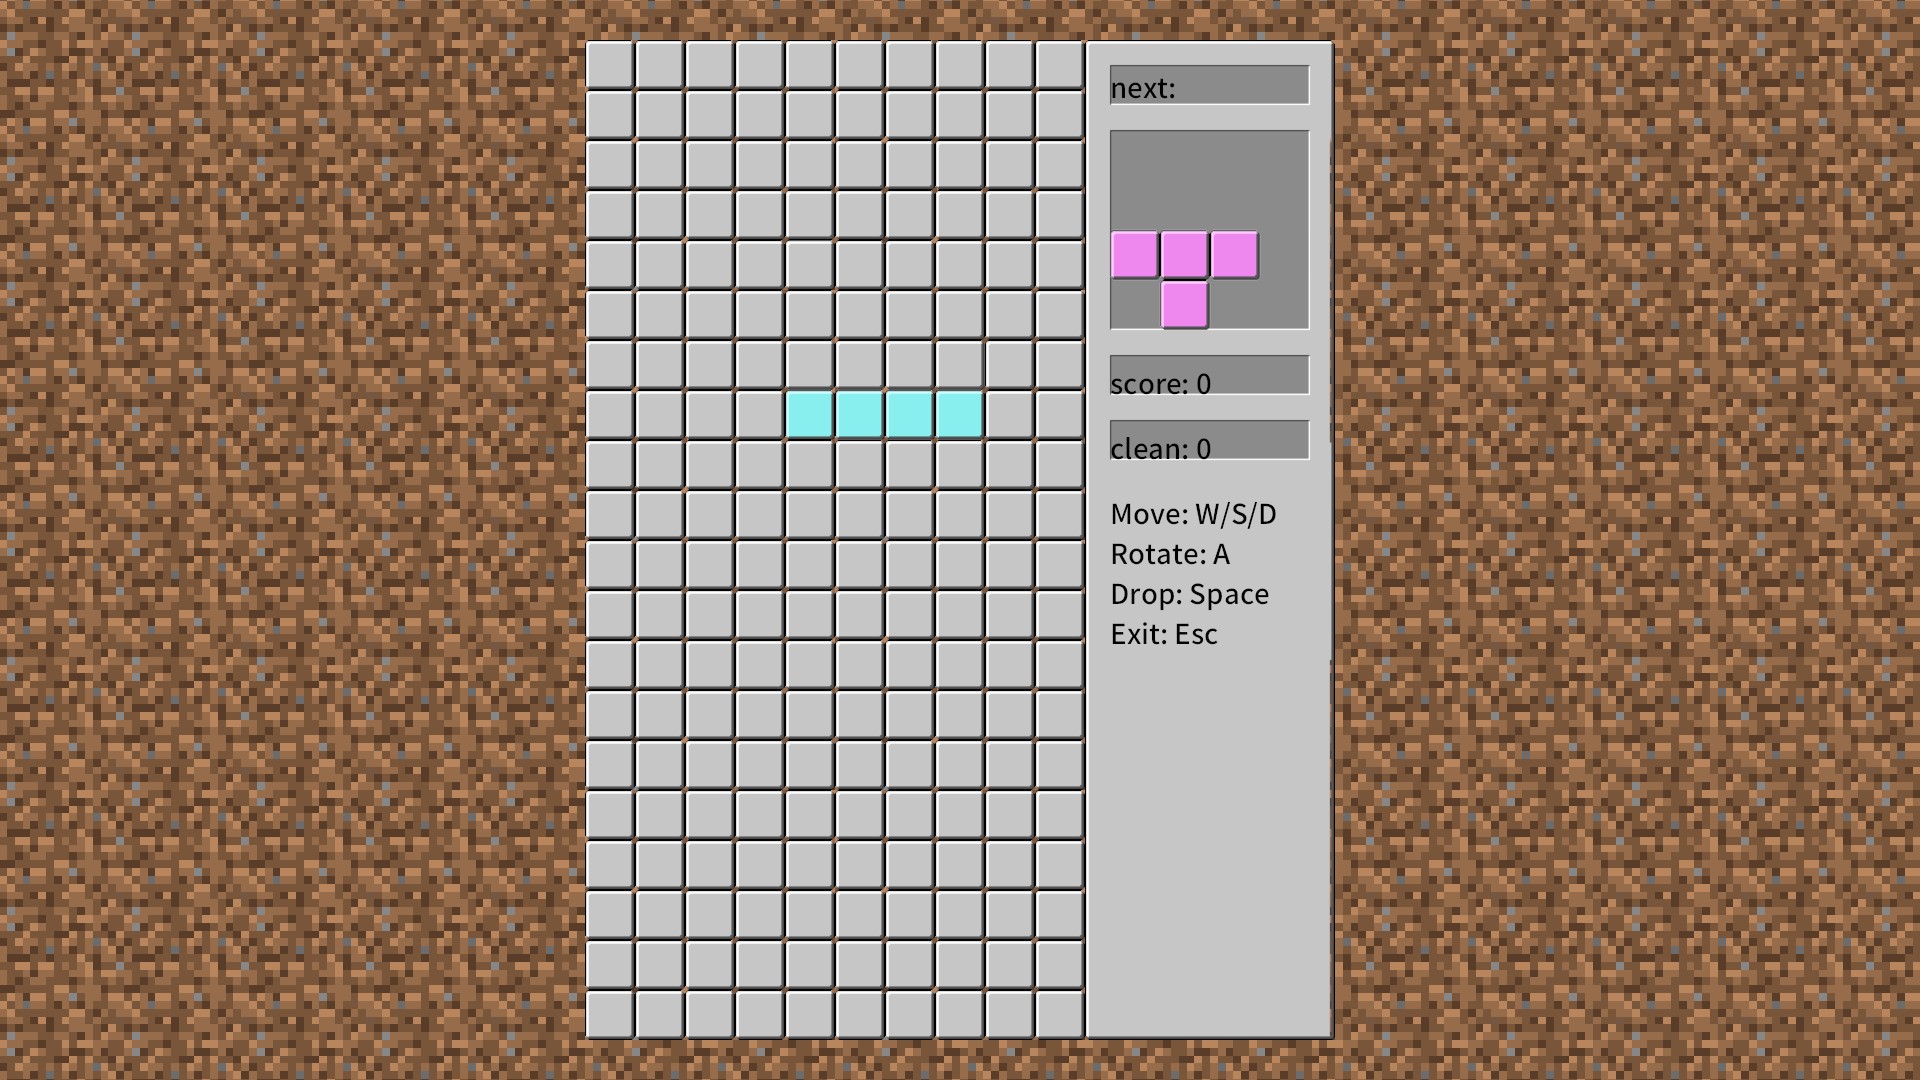 next:
score: 0
clean: 0
Move: W/S/D
Rotate: A
Drop: Space
Exit: Esc